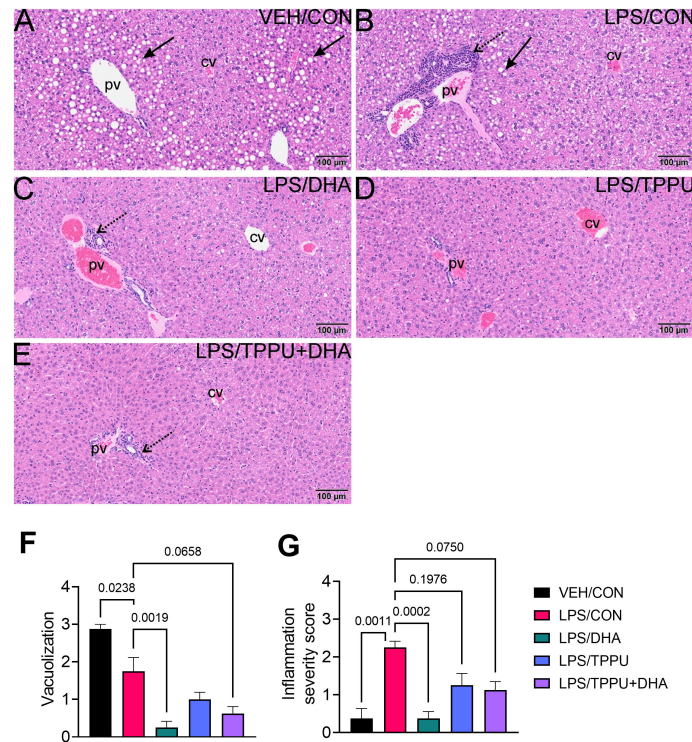 A VEH/CON
pv
cv
100 µm
B LPS/CON
pv
cv
100 µm
C LPS/DHA
pv
cv
100 µm
D LPS/TPPU
pv
cv
100 µm
E LPS/TPPU+DHA
pv
cv
100 µm
F
0.0658
0.0238
0.0019
Vacuolization
4
3
2
1
0
G
0.0750
0.1976
0.0011
0.0002
Inflammation
severity score
4
3
2
1
0
VEH/CON
LPS/CON
LPS/DHA
LPS/TPPU
LPS/TPPU+DHA